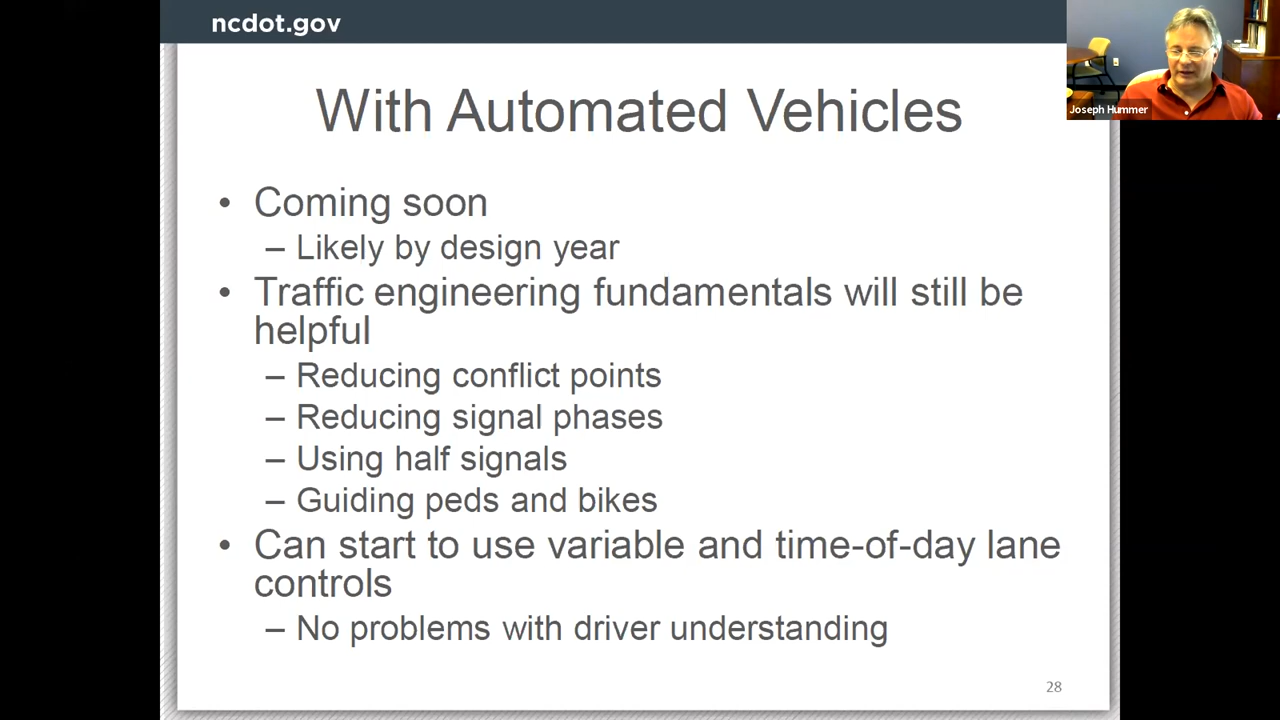 ncdot.gov
Joseph Hummer
With Automated Vehicles
• Coming soon
– Likely by design year
• Traffic engineering fundamentals will still be
helpful
– Reducing conflict points
– Reducing signal phases
– Using half signals
– Guiding peds and bikes
• Can start to use variable and time-of-day lane
controls
– No problems with driver understanding
28